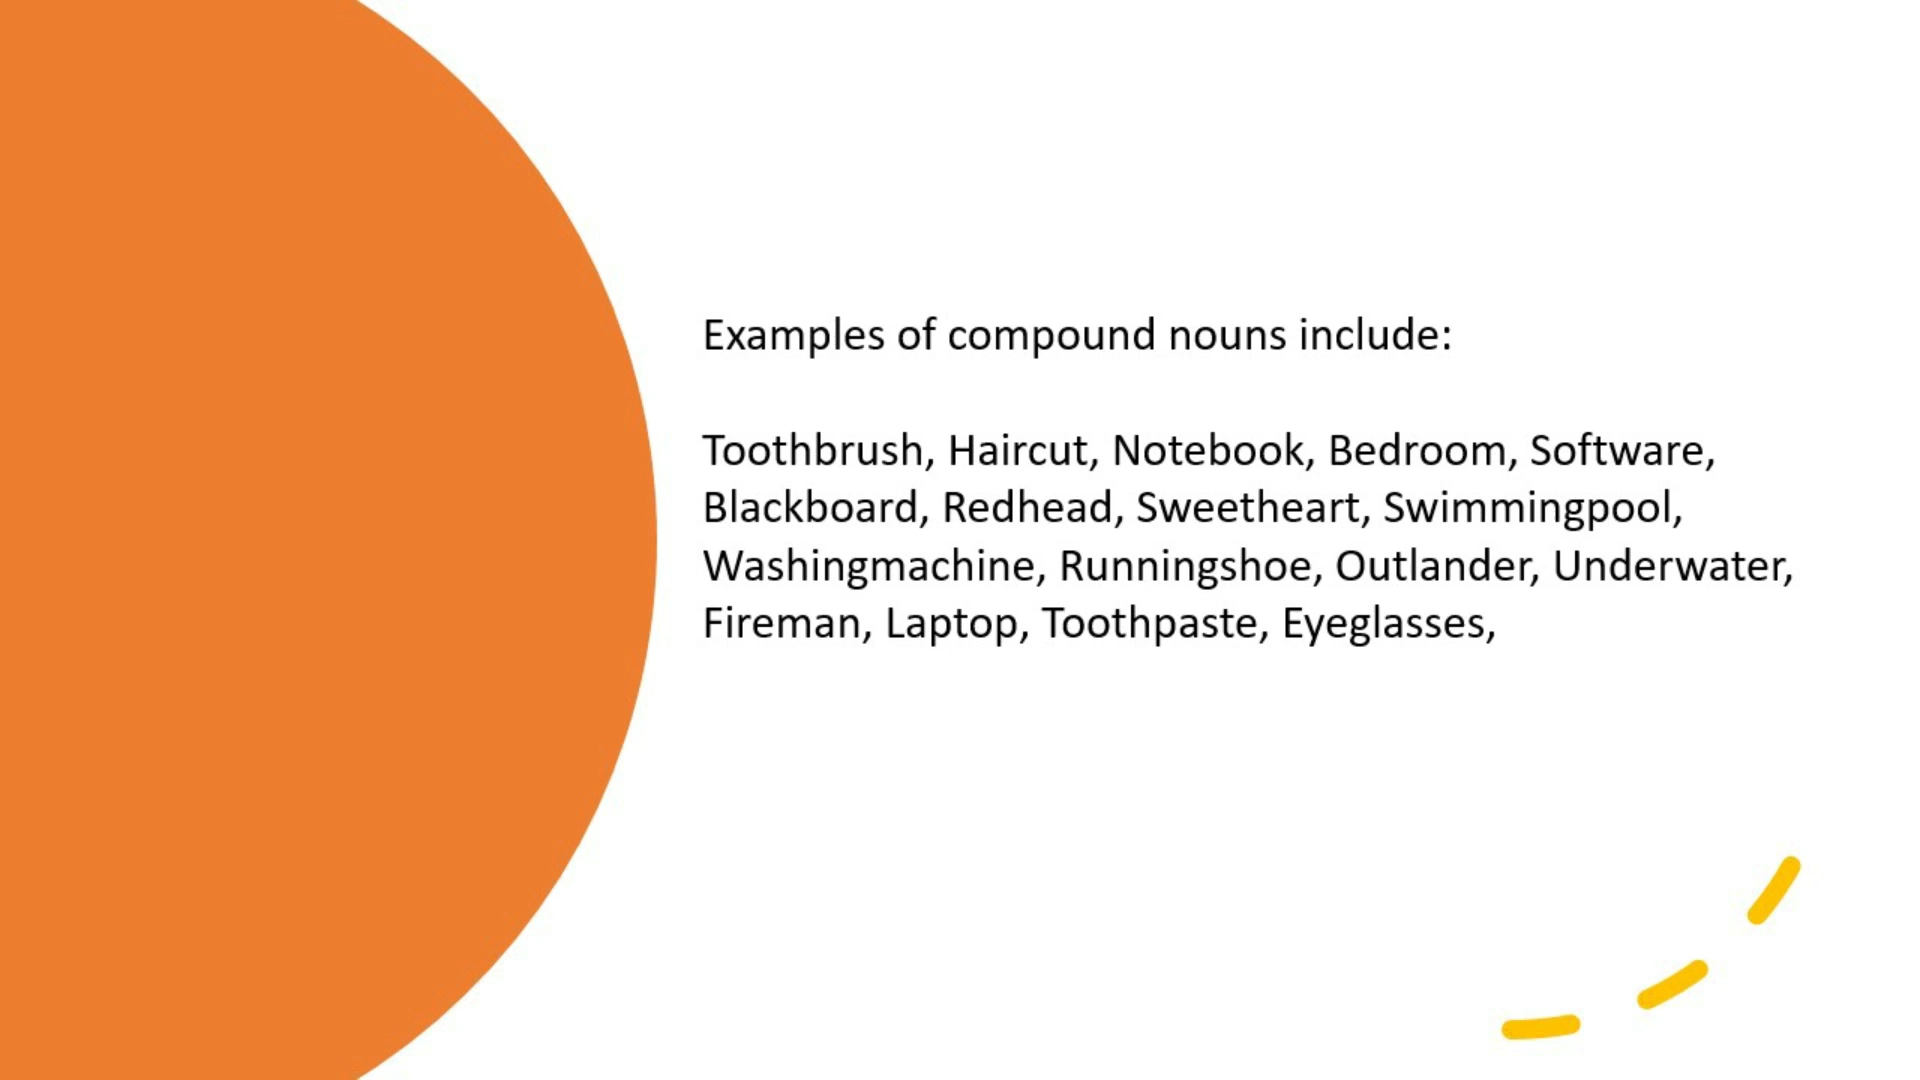 Examples of compound nouns include:
Toothbrush, Haircut, Notebook, Bedroom, Software,
Blackboard, Redhead, Sweetheart, Swimmingpool,
Washingmachine, Runningshoe, Outlander, Underwater,
Fireman, Laptop, Toothpaste, Eyeglasses,